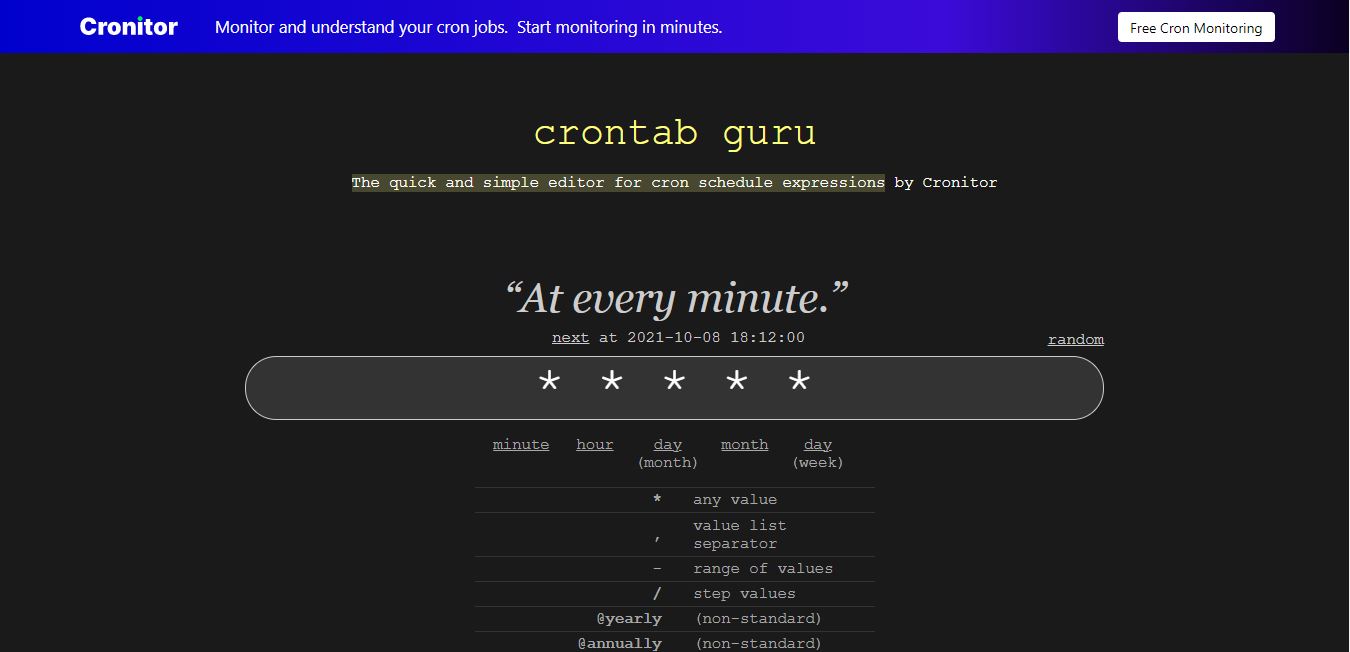 Cronitor Monitor and understand your cron jobs. Start monitoring in minutes. Free Cron Monitoring
crontab guru
The quick and simple editor for cron schedule expressions by Cronitor
“At every minute.”
next at 2021-10-08 18:12:00
random
* * * * *
minute hour day (month) month day (week)
* any value
, value list
separator
- range of values
/ step values
@yearly (non-standard)
@annually (non-standard)